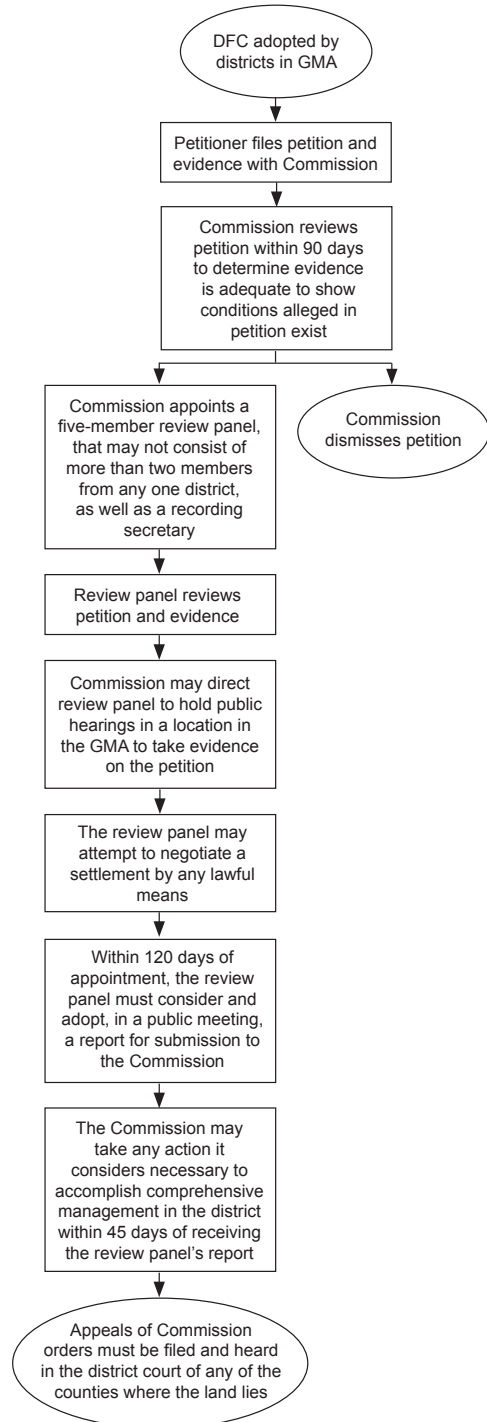 DFC adopted by
districts in GMA
Petitioner files petition and
evidence with Commission
Commission reviews
petition within 90 days
to determine evidence
is adequate to show
conditions alleged in
petition exist
Commission appoints a
five-member review panel,
that may not consist of
more than two members
from any one district,
as well as a recording
secretary
Commission
dismisses petition
Review panel reviews
petition and evidence
Commission may direct
review panel to hold public
hearings in a location in
the GMA to take evidence
on the petition
The review panel may
attempt to negotiate a
settlement by any lawful
means
Within 120 days of
appointment, the review
panel must consider and
adopt, in a public meeting,
a report for submission to
the Commission
The Commission may
take any action it
considers necessary to
accomplish comprehensive
management in the district
within 45 days of receiving
the review panel's report
Appeals of Commission
orders must be filed and heard
in the district court of any of the
counties where the land lies